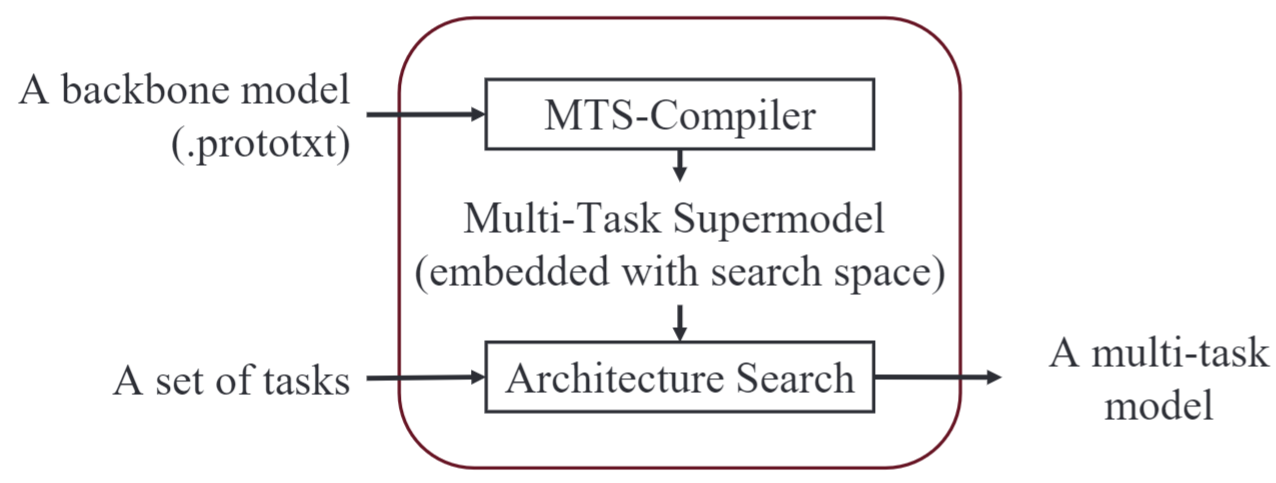 A backbone model
(.prototxt)
MTS-Compiler
Multi-Task Supermodel
(embedded with search space)
A set of tasks
Architecture Search
A multi-task
model